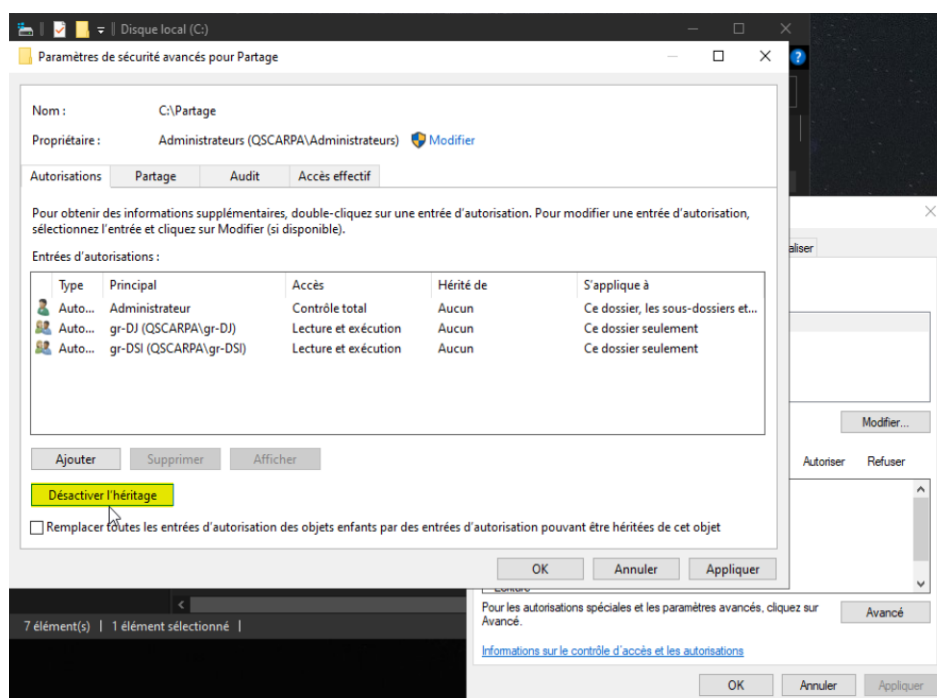 Disque local (C:)
Paramètres de sécurité avancés pour Partage
Nom : C:\Partage
Propriétaire : Administrateurs (QSCARPA\Administrateurs) Modifier
Autorisations Partage Audit Accès effectif
Pour obtenir des informations supplémentaires, double-cliquez sur une entrée d'autorisation. Pour modifier une entrée d'autorisation,
sélectionnez l'entrée et cliquez sur Modifier (si disponible).
aliser
Entrées d'autorisations :
Type Principal Accès Hérité de S'applique à
Auto... Administrateur Contrôle total Aucun Ce dossier, les sous-dossiers et...
Auto... gr-DJ (QSCARPA\gr-DJ) Lecture et exécution Aucun Ce dossier seulement
Auto... gr-DSI (QSCARPA\gr-DSI) Lecture et exécution Aucun Ce dossier seulement
Modifier...
Ajouter Supprimer Afficher
Autoriser Refuser
Désactiver l'héritage
Remplacer toutes les entrées d'autorisation des objets enfants par des entrées d'autorisation pouvant être héritées de cet objet
OK Annuler Appliquer
Pour les autorisations spéciales et les paramètres avancés, cliquez sur
Avancé.
Avancé
7 élément(s) 1 élément sélectionné
Informations sur le contrôle d'accès et les autorisations
OK Annuler Appliquer